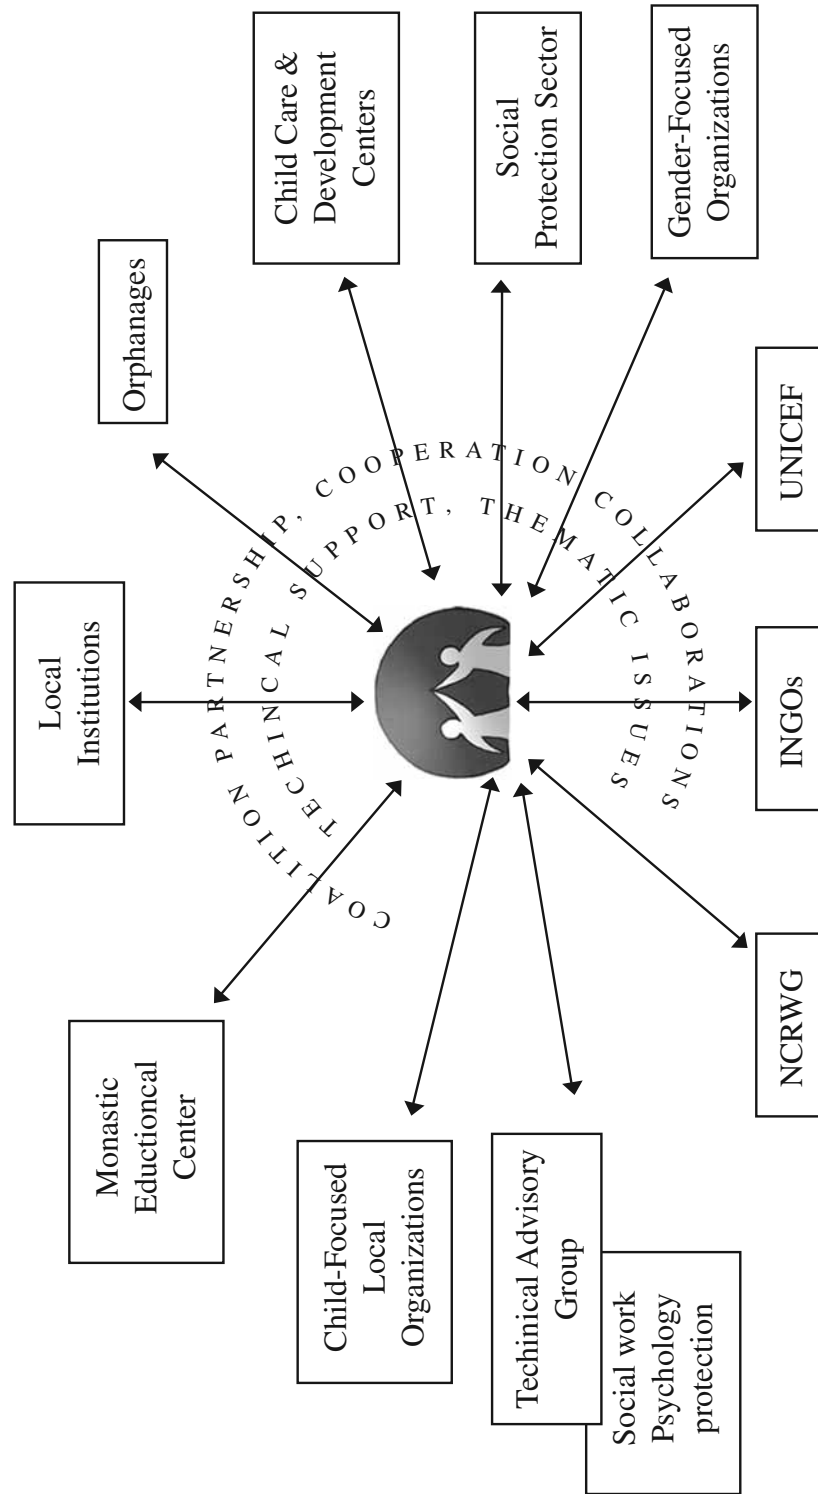 Monastic
Eductioncal
Center
Local
Institutions
Orphanages
Child-Focused
Local
Organizations
Child Care &
Development
Centers
COALITION PARTNERSHIP, COOPERATION COLLABORATIONS
TECHINCAL SUPPORT, THEMATIC ISSUES
Techinical Advisory
Group
Social work
Psychology
protection
Social
Protection Sector
Gender-Focused
Organizations
NCRWG
INGOs
UNICEF